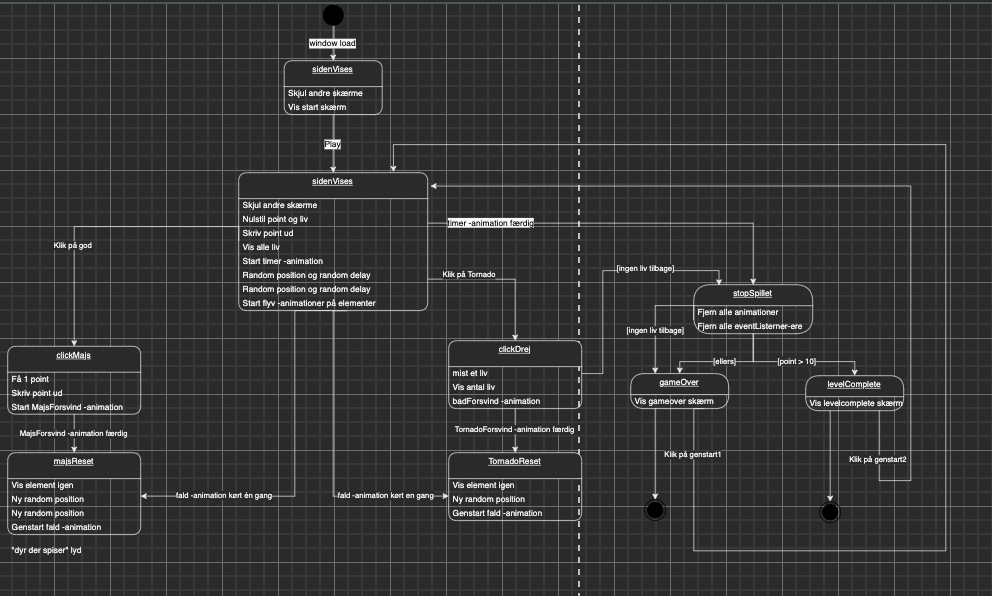 window load
sidenVises
Skjul andre skærme
Vis start skærm
Play
sidenVises
Skjul andre skærme
Nulstil point og liv
Skriv point ud
Vis alle liv
Start timer -animation
Random position og random delay
Random position og random delay
Start flyv -animationer på elementer
timer -animation færdig
Klik på god
Klik på Tornado
[ingen liv tilbage]
stopSpillet
Fjern alle animationer
Fjern alle eventListerner-ere
[ingen liv tilbage]
[ellers]
[point > 10]
clickMajs
Få 1 point
Skriv point ud
Start MajsForsvind -animation
clickDrej
mist et liv
Vis antal liv
badForsvind -animation
gameOver
Vis gameover skærm
levelComplete
Vis levelcomplete skærm
MajsForsvind -animation færdig
TornadoForsvind -animation færdig
Klik på genstart1
Klik på genstart2
majsReset
Vis element igen
Ny random position
Ny random position
Genstart fald -animation
fald -animation kørt én gang
fald -animation kørt en gang
TornadoReset
Vis element igen
Ny random position
Genstart fald -animation
"dyr der spiser" lyd